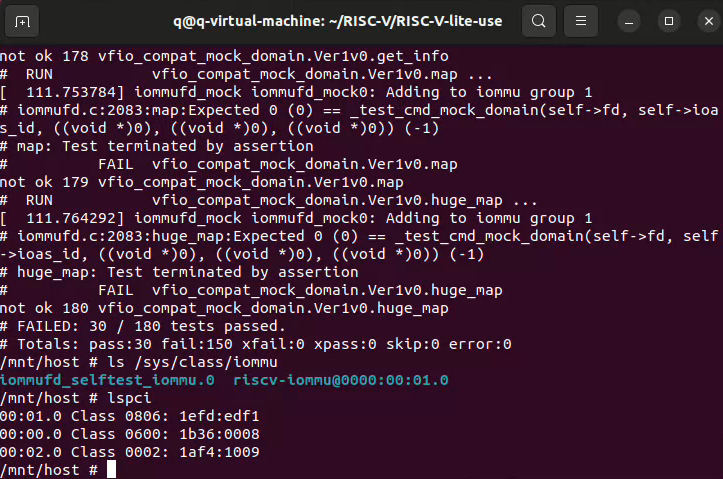 q@q-virtual-machine: ~/RISC-V/RISC-V-lite-use
not ok 178 vfio_compat_mock_domain.Ver1v0.get_info
#  RUN           vfio_compat_mock_domain.Ver1v0.map ...
[  111.753784] iommufd_mock iommufd_mock0: Adding to iommu group 1
# iommufd.c:2083:map:Expected 0 (0) == _test_cmd_mock_domain(self->fd, self->ioa
s_id, ((void *)0), ((void *)0), ((void *)0)) (-1)
# map: Test terminated by assertion
#          FAIL  vfio_compat_mock_domain.Ver1v0.map
not ok 179 vfio_compat_mock_domain.Ver1v0.map
#  RUN           vfio_compat_mock_domain.Ver1v0.huge_map ...
[  111.764292] iommufd_mock iommufd_mock0: Adding to iommu group 1
# iommufd.c:2083:huge_map:Expected 0 (0) == _test_cmd_mock_domain(self->fd, self
->ioas_id, ((void *)0), ((void *)0), ((void *)0)) (-1)
# huge_map: Test terminated by assertion
#          FAIL  vfio_compat_mock_domain.Ver1v0.huge_map
not ok 180 vfio_compat_mock_domain.Ver1v0.huge_map
# FAILED: 30 / 180 tests passed.
# Totals: pass:30 fail:150 xfail:0 xpass:0 skip:0 error:0
/mnt/host # ls /sys/class/iommu
iommufd_selftest_iommu.0  riscv-iommu@0000:00:01.0
/mnt/host # lspci
00:01.0 Class 0806: 1efd:edf1
00:00.0 Class 0600: 1b36:0008
00:02.0 Class 0002: 1af4:1009
/mnt/host #